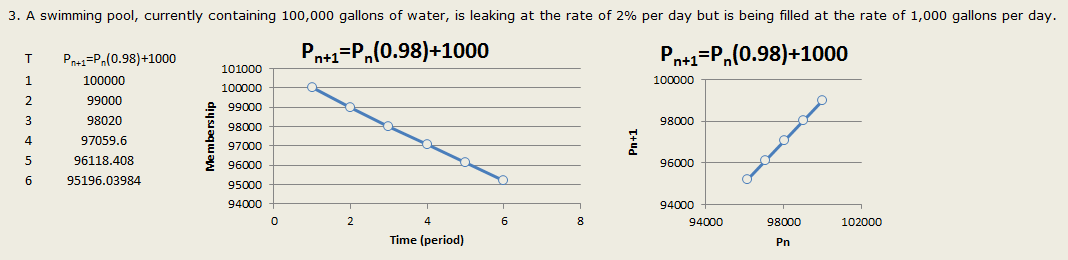 3. A swimming pool, currently containing 100,000 gallons of water, is leaking at the rate of 2% per day but is being filled at the rate of 1,000 gallons per day.
T Pn+1=Pn(0.98)+1000
1 100000
2 99000
3 98020
4 97059.6
5 96118.408
6 95196.03984
Pn+1=Pn(0.98)+1000
101000
100000
99000
98000
97000
96000
95000
94000
Membership
0 2 4 6 8
Time (period)
Pn+1=Pn(0.98)+1000
100000
98000
96000
94000
Pn+1
94000 98000 102000
Pn